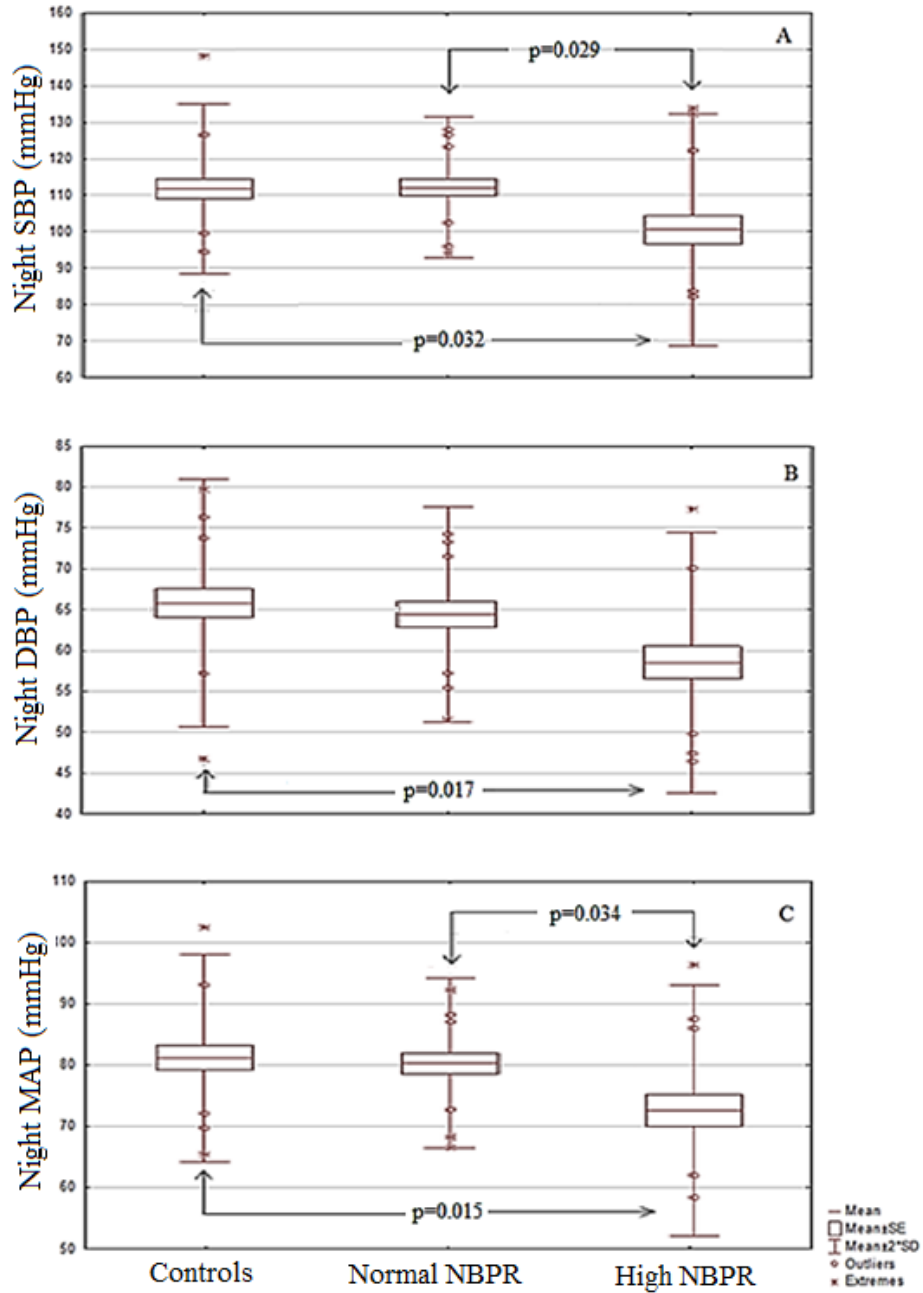 A
Night SBP (mmHg)
160
150
140
130
120
110
100
90
80
70
60
p=0.029
p=0.032
B
Night DBP (mmHg)
85
80
75
70
65
60
55
50
45
40
p=0.017
C
Night MAP (mmHg)
110
100
90
80
70
60
50
p=0.034
p=0.015
Controls
Normal NBPR
High NBPR
Mean
Mean±SE
Mean±2*SD
Outliers
Extremes